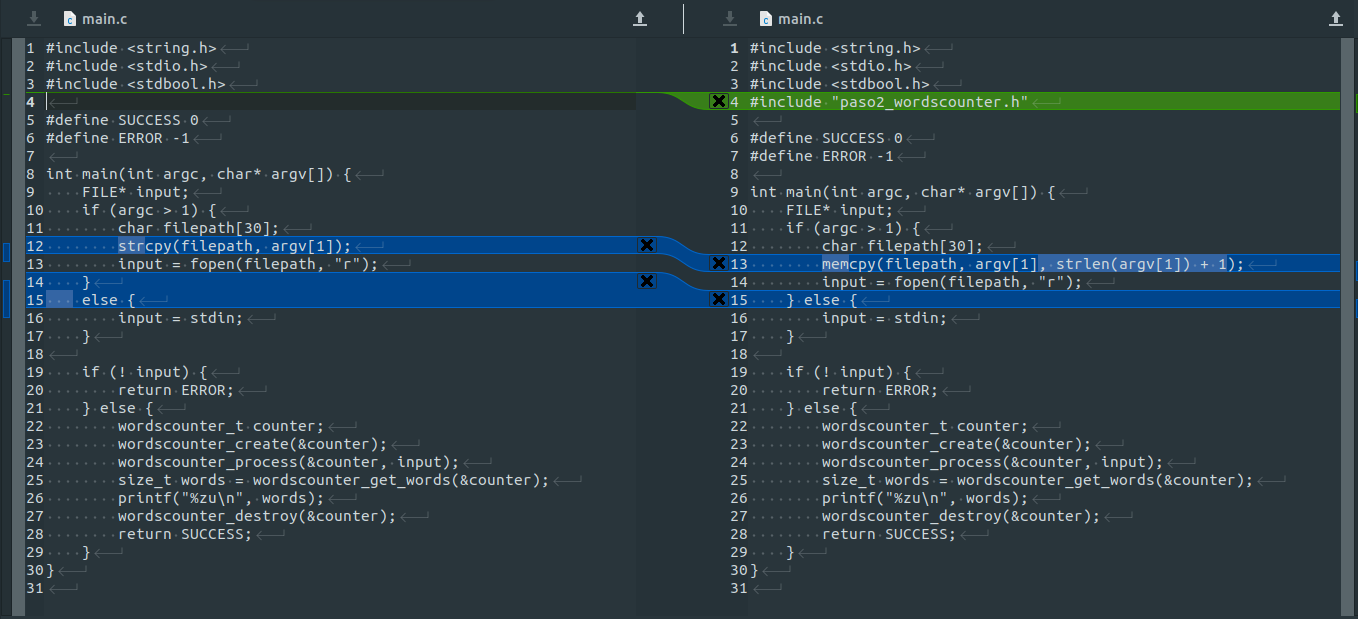 main.c
1 #include <string.h>
2 #include <stdio.h>
3 #include <stdbool.h>
4
5 #define SUCCESS 0
6 #define ERROR -1
7
8 int main(int argc, char* argv[]) {
9     FILE* input;
10     if (argc > 1) {
11         char filepath[30];
12         strcpy(filepath, argv[1]);
13         input = fopen(filepath, "r");
14     }
15     else {
16         input = stdin;
17     }
18
19     if (! input) {
20         return ERROR;
21     } else {
22         wordscounter_t counter;
23         wordscounter_create(&counter);
24         wordscounter_process(&counter, input);
25         size_t words = wordscounter_get_words(&counter);
26         printf("%zu\n", words);
27         wordscounter_destroy(&counter);
28         return SUCCESS;
29     }
30 }
31
main.c
1 #include <string.h>
2 #include <stdio.h>
3 #include <stdbool.h>
4 #include "paso2_wordscounter.h"
5
6 #define SUCCESS 0
7 #define ERROR -1
8
9 int main(int argc, char* argv[]) {
10     FILE* input;
11     if (argc > 1) {
12         char filepath[30];
13         memcpy(filepath, argv[1], strlen(argv[1]) + 1);
14         input = fopen(filepath, "r");
15     } else {
16         input = stdin;
17     }
18
19     if (! input) {
20         return ERROR;
21     } else {
22         wordscounter_t counter;
23         wordscounter_create(&counter);
24         wordscounter_process(&counter, input);
25         size_t words = wordscounter_get_words(&counter);
26         printf("%zu\n", words);
27         wordscounter_destroy(&counter);
28         return SUCCESS;
29     }
30 }
31